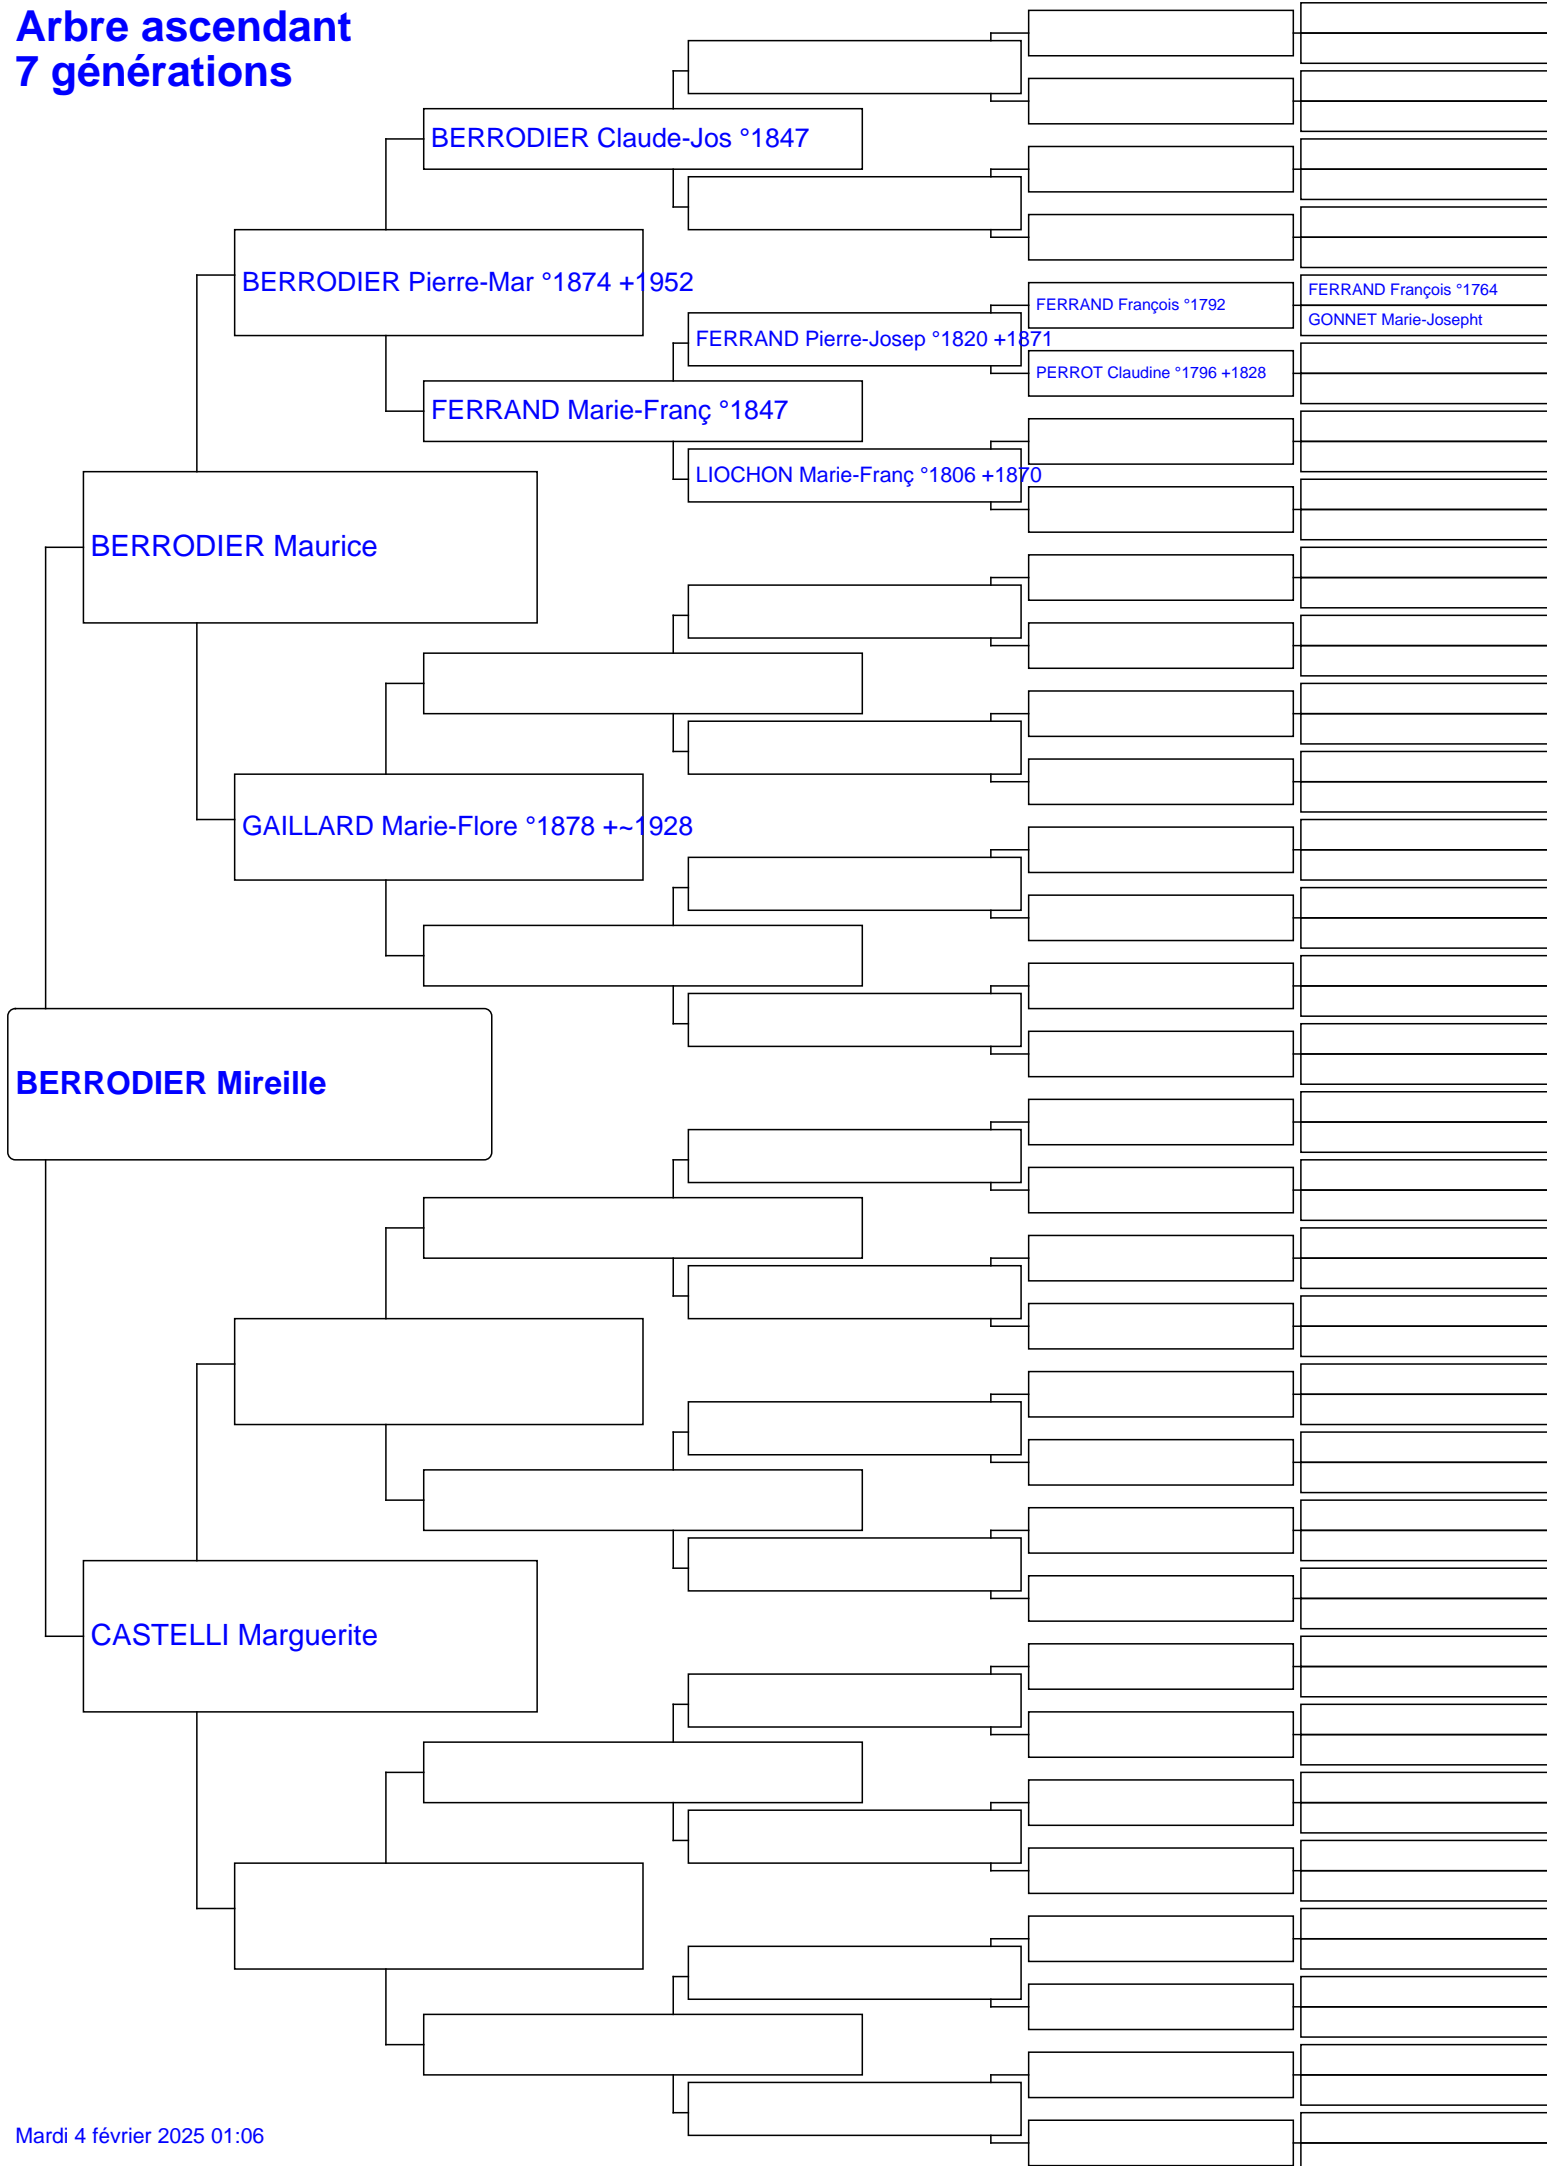 Arbre ascendant
7 générations
BERRODIER Claude-Jos °1847
BERRODIER Pierre-Mar °1874 +1952
FERRAND François °1764
FERRAND François °1792
GONNET Marie-Josepht
FERRAND Pierre-Josep °1820 +1871
PERROT Claudine °1796 +1828
FERRAND Marie-Franç °1847
LIOCHON Marie-Franç °1806 +1870
BERRODIER Maurice
GAILLARD Marie-Flore °1878 +~1928
BERRODIER Mireille
CASTELLI Marguerite
Mardi 4 février 2025 01:06